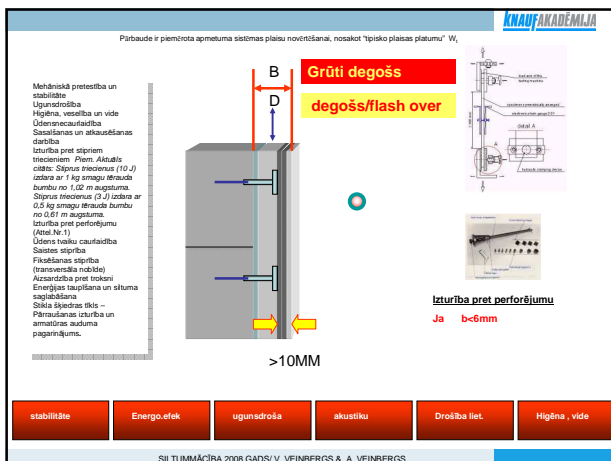 KNAUF AKADĒMIJA
Pārbaude ir piemērota apmetuma sistēmas plaisu novērtēšanai, nosakot "tipisko plaisas platumu" W
B
Grūti degošs
D
degošs/flash over
Mehāniskā pretestība un
stabilitāte
Ugunsdrošība
Higiēna, veselība un vide
Ūdensnecaurlaidība
Sasalšanas un atkausēšanas
darbība
Izturība pret stipriem
triecieniem Piem. Aktuāls
citāts: Stiprus triecienus (10 J)
izdara ar 1 kg smagu tērauda
bumbu no 1,02 m augstuma.
Stiprus triecienus (3 J) izdara ar
0,5 kg smagu tērauda bumbu
no 0,61 m augstuma.
Izturība pret perforējumu
(Attel.Nr.1)
Ūdens tvaiku caurlaidība
Saistes stiprība
Fiksēšanas stiprība
(transversāla nobīde)
Aizsardzība pret troksni
Enerģijas taupīšana un siltuma
saglabāšana
Stikla šķiedras tīkls –
Pārraušanas izturība un
armatūras auduma
pagarinājums.
detail A
A
Izturība pret perforējumu
Ja b<6mm
>10MM
stabilitāte
Energo.efek
ugunsdroša
akustiku
Drošība liet.
Higēna , vide
SILTUMMĀCĪBA 2008 GADS/ V. VEINBERGS & A. VEINBERGS